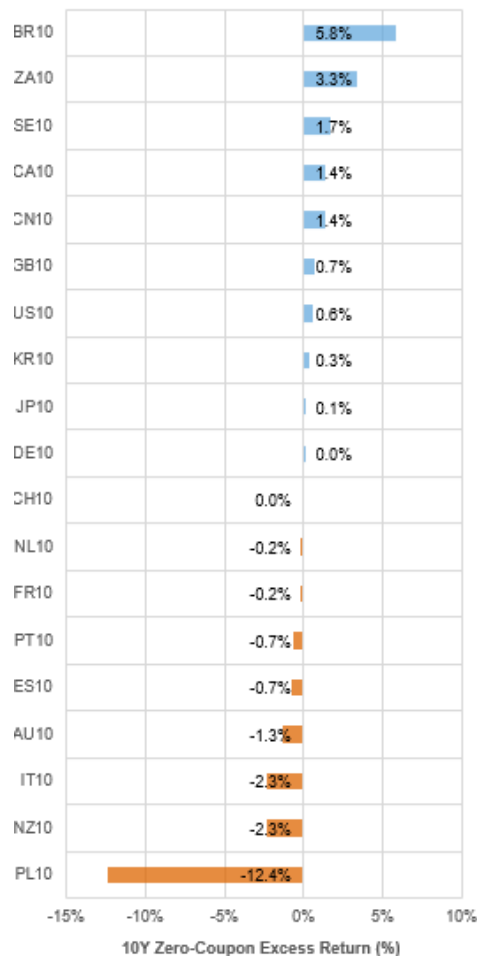 BR10 5.8%
ZA10 3.3%
SE10 1.7%
CA10 1.4%
CN10 1.4%
GB10 0.7%
US10 0.6%
KR10 0.3%
JP10 0.1%
DE10 0.0%
CH10 0.0%
NL10 -0.2%
FR10 -0.2%
PT10 -0.7%
ES10 -0.7%
AU10 -1.3%
IT10 -2.3%
NZ10 -2.3%
PL10 -12.4%
-15% -10% -5% 0% 5% 10%
10Y Zero-Coupon Excess Return (%)